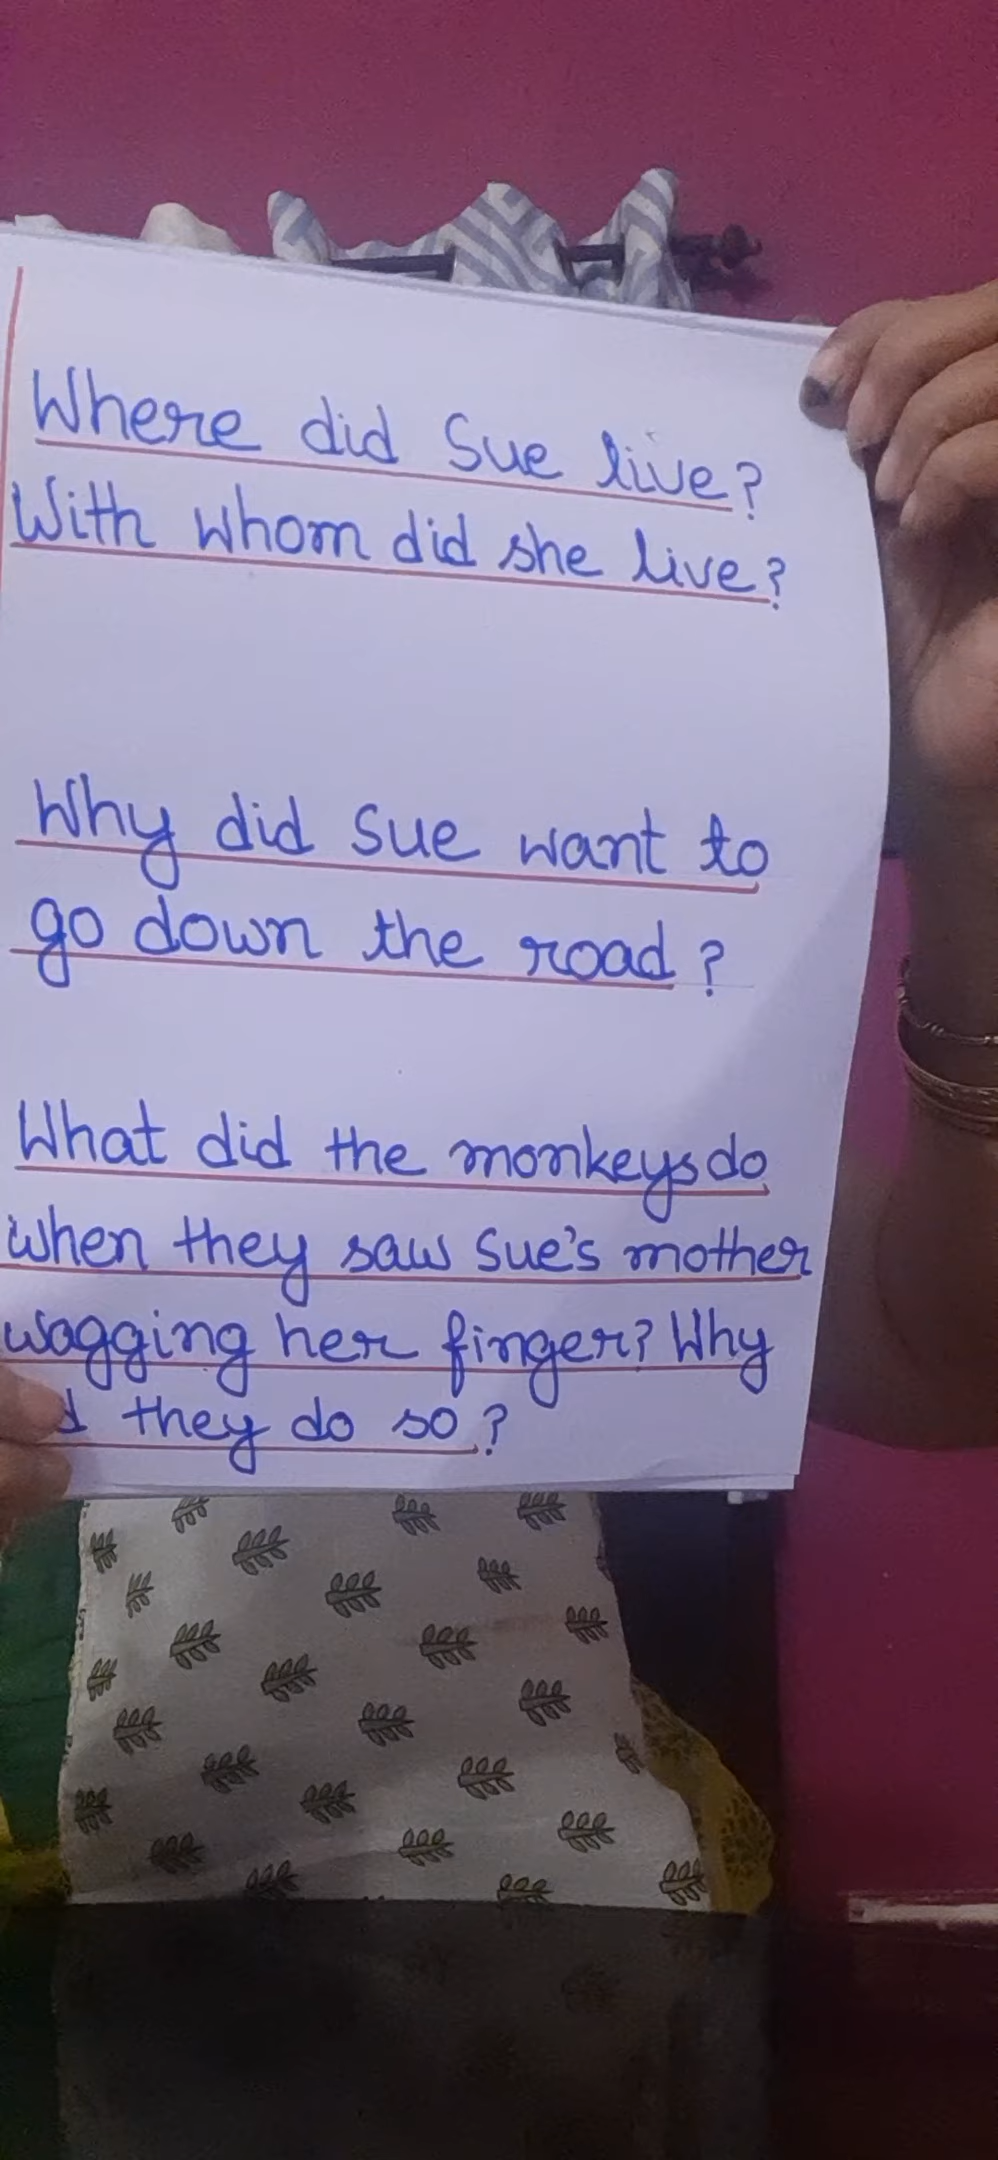 Where did Sue live?
With whom did she live?
Why did Sue want to
go down the road?
What did the monkeys do
when they saw Sue's mother
wagging her finger? Why
they do so?